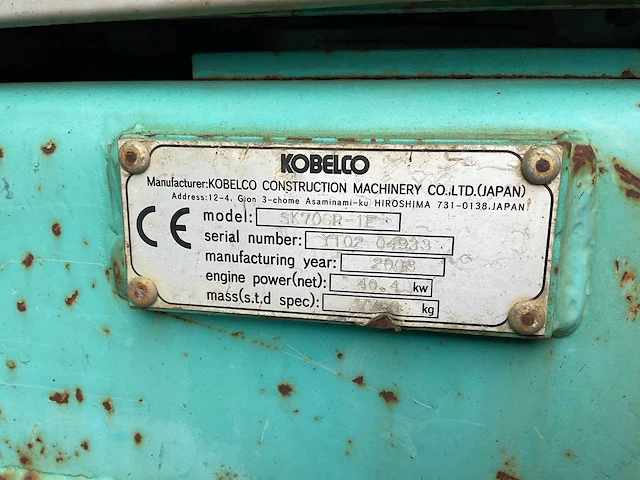 KOBELCO
Manufacturer:KOBELCO CONSTRUCTION MACHINERY CO.,LTD.(JAPAN)
Address:12-4. Gion 3-chome Asaminami-ku HIROSHIMA 731-0138.JAPAN
CE
model: SK70SR-1E
serial number: YT02 04933
manufacturing year: 2008
engine power(net): 40.4 kw
mass(s.t.d spec): kg